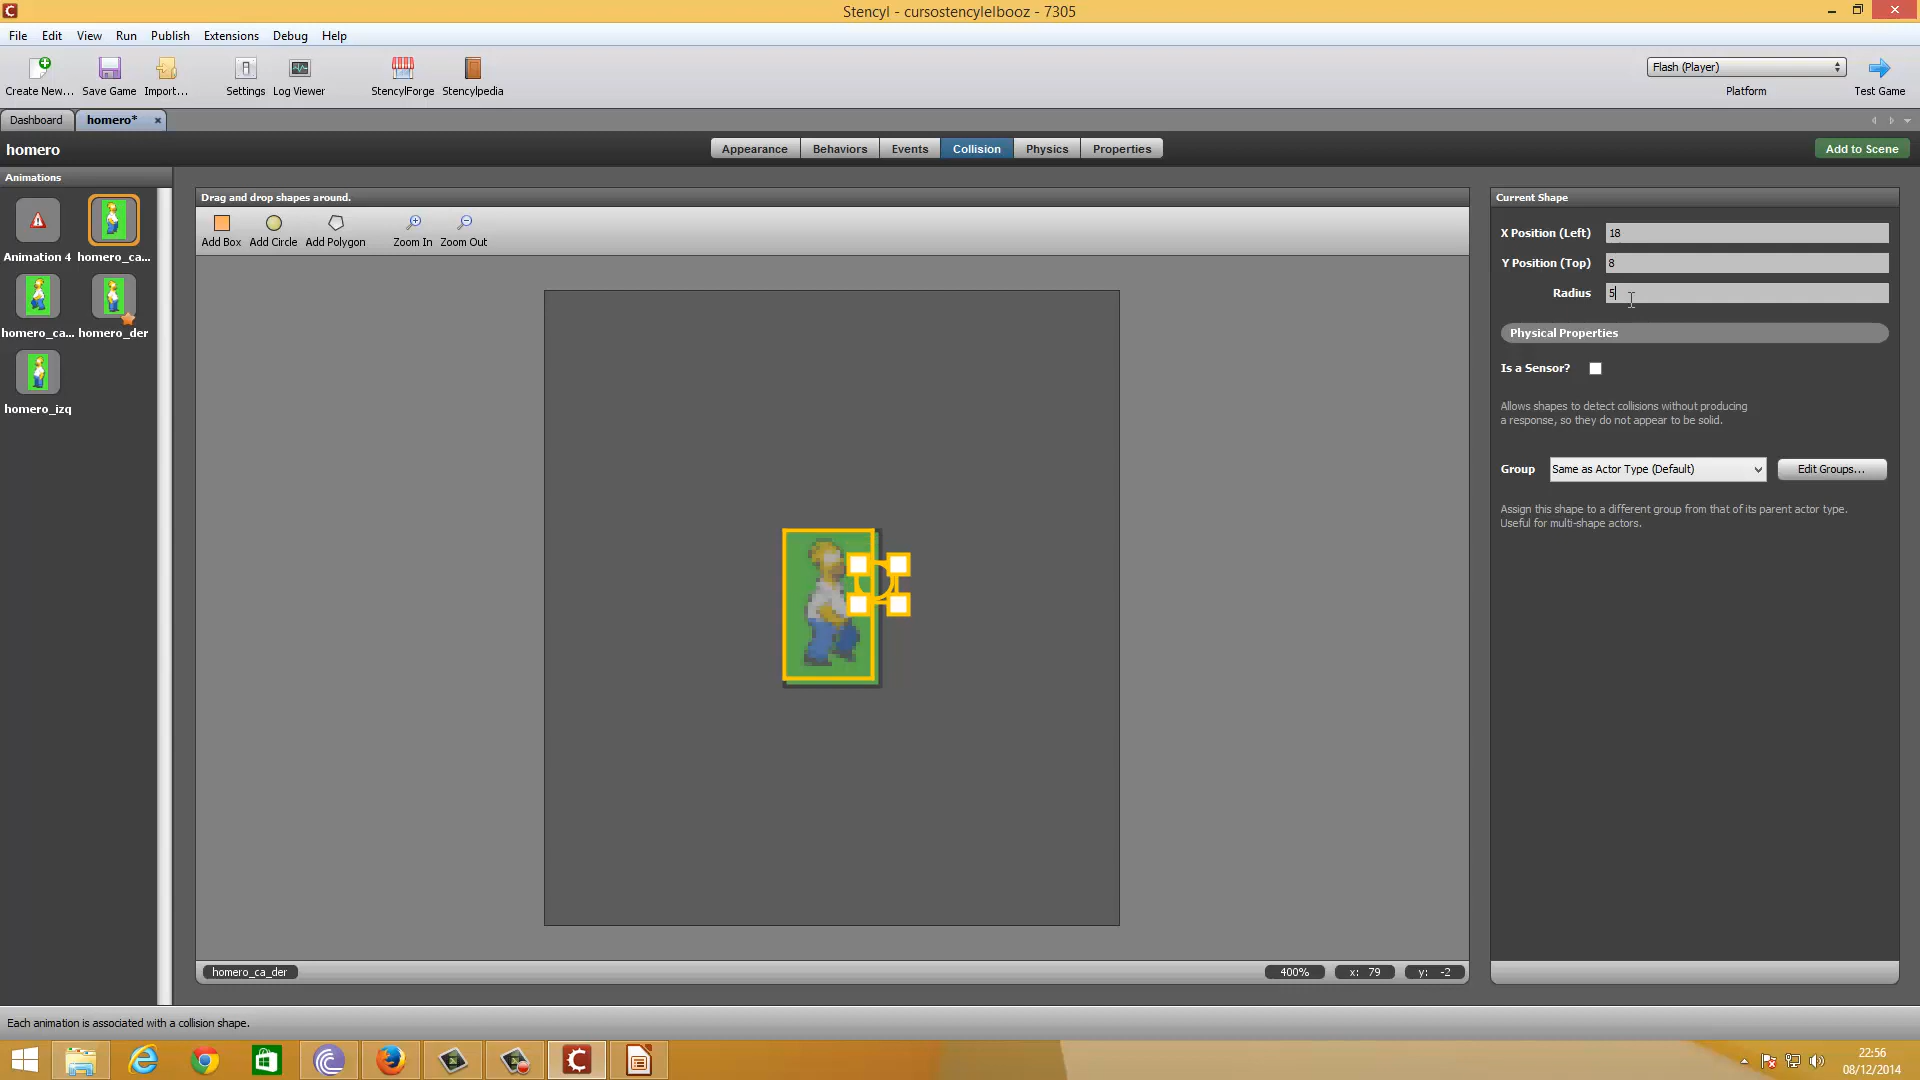 Stencyl - cursostencylelbooz - 7305
File Edit View Run Publish Extensions Debug Help
Create New... Save Game Import... Settings Log Viewer StencylForge Stencylpedia
Flash (Player)
Platform
Test Game
Dashboard homero*
homero
Appearance Behaviors Events Collision Physics Properties
Add to Scene
Animations
Animation 4 homero_ca...
homero_ca... homero_der
homero_izq
Drag and drop shapes around.
Add Box Add Circle Add Polygon Zoom In Zoom Out
homero_ca_der
400% x: 79 y: -2
Current Shape
X Position (Left) 18
Y Position (Top) 8
Radius 5
Physical Properties
Is a Sensor?
Allows shapes to detect collisions without producing
a response, so they do not appear to be solid.
Group Same as Actor Type (Default) Edit Groups...
Assign this shape to a different group from that of its parent actor type.
Useful for multi-shape actors.
Each animation is associated with a collision shape.
22:56
08/12/2014